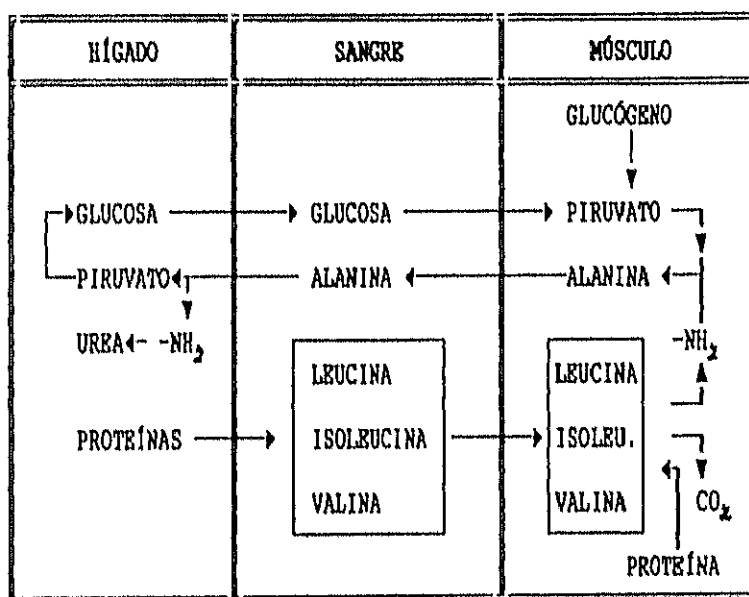 HÍGADO SANGRE MÚSCULO
GLUCÓGENO
GLUCOSA GLUCOSA PIRUVATO
PIRUVATO ALANINA ALANINA
UREA -NH₂ -NH₂
LEUCINA LEUCINA
PROTEÍNAS ISOLEUCINA ISOLEU.
VALINA VALINA CO₂
PROTEÍNA